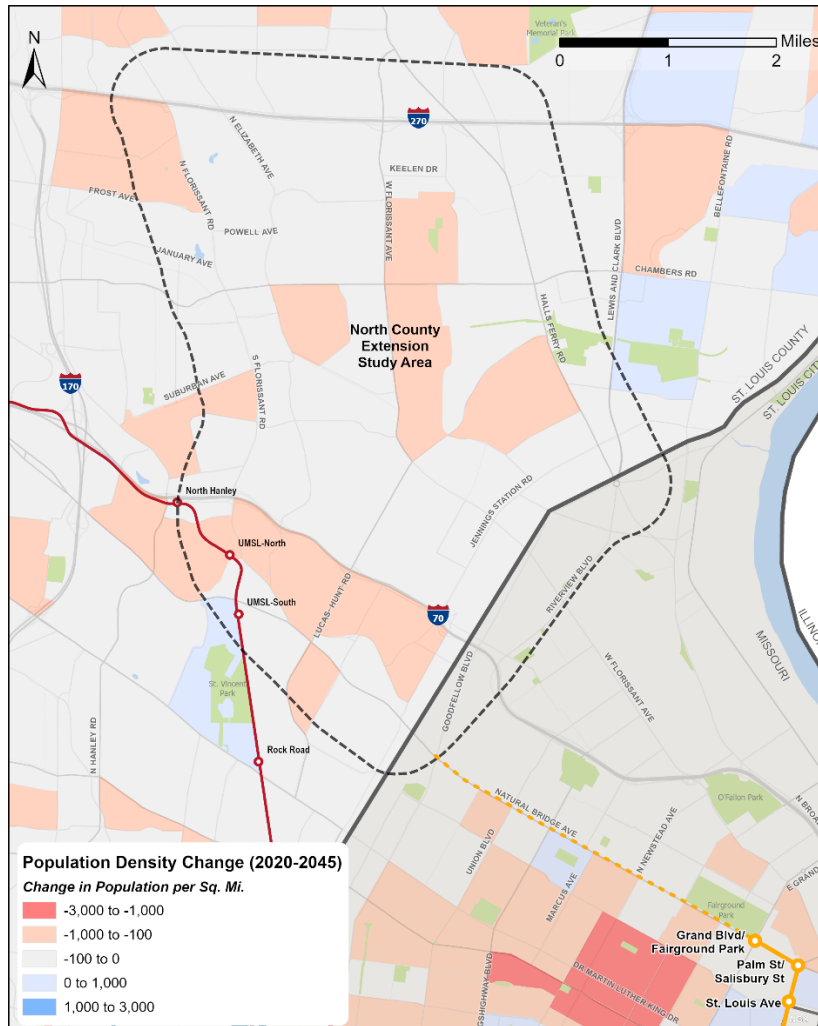 Veteran's
Memorial Park
N
0 1 2 Miles
270
N ELIZABETH AVE
N FLORISSANT RD
KEELEN DR
W FLORISSANT AVE
BELLEFONTAINE RD
FROST AVE
POWELL AVE
JANUARY AVE
LEWIS AND CLARK BLVD
CHAMBERS RD
HALLS FERRY RD
North County
Extension
Study Area
ST. LOUIS COUNTY
ST. LOUIS CITY
170
SUBURBAN AVE
S FLORISSANT RD
North Hanley
JENNINGS STATION RD
UMSL-North
UMSL-South
LUCAS- HUNT RD
RIVERVIEW BLVD
70
ILLINO
MISSOURI
GOODFELLOW BLVD
W FLORISSANT AVE
St. Vincent
Park
N HANLEY RD
Rock Road
NATURAL BRIDGE AVE
O'Fallon Park
N BROA
UNION BLVD
N NEWSTEAD AVE
MARCUS AVE
E GRAND
Fairground
Park
Grand Blvd/
Fairground Park
Palm St/
Salisbury St
St. Louis Ave
GSHIGHWAY BLVD
DR MARTIN LUTHER KING DR
Population Density Change (2020-2045)
Change in Population per Sq. Mi.
-3,000 to -1,000
-1,000 to -100
-100 to 0
0 to 1,000
1,000 to 3,000